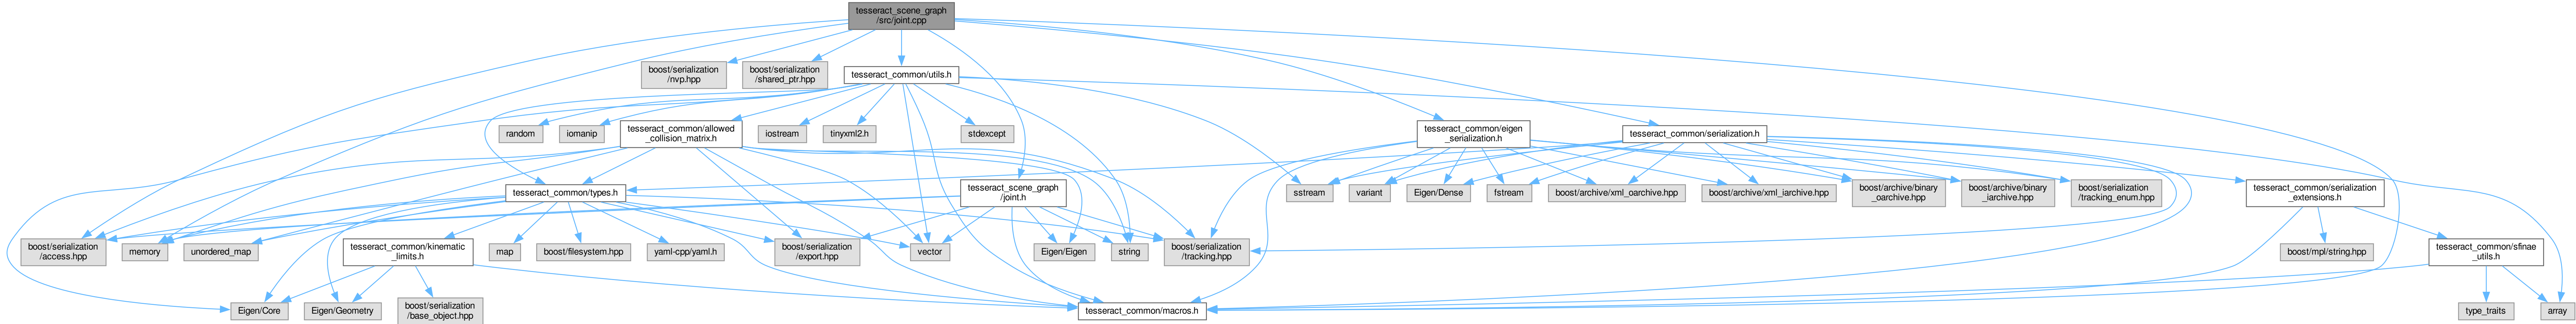 tesseract_scene_graph
/src/joint.cpp
boost/serialization
/nvp.hpp
boost/serialization
/shared_ptr.hpp
tesseract_common/utils.h
random
iomanip
tesseract_common/allowed
_collision_matrix.h
iostream
tinyxml2.h
stdexcept
tesseract_common/eigen
_serialization.h
tesseract_common/serialization.h
tesseract_common/types.h
tesseract_scene_graph
/joint.h
sstream
variant
Eigen/Dense
fstream
boost/archive/xml_oarchive.hpp
boost/archive/xml_iarchive.hpp
boost/archive/binary
_oarchive.hpp
boost/archive/binary
_iarchive.hpp
boost/serialization
/tracking_enum.hpp
tesseract_common/serialization
_extensions.h
boost/serialization
/access.hpp
memory
unordered_map
tesseract_common/kinematic
_limits.h
map
boost/filesystem.hpp
yaml-cpp/yaml.h
boost/serialization
/export.hpp
vector
Eigen/Eigen
string
boost/serialization
/tracking.hpp
boost/mpl/string.hpp
tesseract_common/sfinae
_utils.h
Eigen/Core
Eigen/Geometry
boost/serialization
/base_object.hpp
tesseract_common/macros.h
type_traits
array